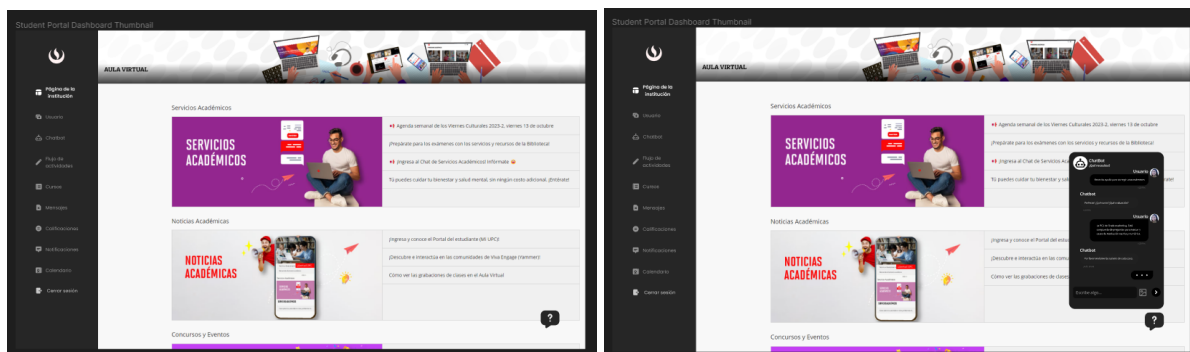 Student Portal Dashboard Thumbnail
AULA VIRTUAL
Página de la
institución
Usuario
Chatbot
Flujo de
actividades
Cursos
Mensajes
Calificaciones
Notificaciones
Calendario
Cerrar sesión
Servicios Académicos
SERVICIOS
ACADÉMICOS
Agenda semanal de los Viernes Culturales 2023-2, viernes 13 de octubre
¡Prepárate para los exámenes con los servicios y recursos de la Biblioteca!
¡Ingresa al Chat de Servicios Académicos! Infórmate
Tú puedes cuidar tu bienestar y salud mental, sin ningún costo adicional. ¡Entérate!
Noticias Académicas
NOTICIAS
ACADÉMICAS
¡Ingresa y conoce el Portal del estudiante (MI UPC)!
¡Descubre e interactúa en las comunidades de Viva Engage (Yammer)!
Cómo ver las grabaciones de clases en el Aula Virtual
Concursos y Eventos
?
Student Portal Dashboard Thumbnail
AULA VIRTUAL
Página de la
institución
Usuario
Chatbot
Flujo de
actividades
Cursos
Mensajes
Calificaciones
Notificaciones
Calendario
Cerrar sesión
Servicios Académicos
SERVICIOS
ACADÉMICOS
Agenda semanal de los Viernes Culturales 2023-2, viernes 13 de octubre
¡Prepárate para los exámenes con los servicios y recursos de la Biblioteca!
¡Ingresa al Chat de Servicios Ac
Tú puedes cuidar tu bienestar y sal
Noticias Académicas
NOTICIAS
ACADÉMICAS
¡Ingresa y conoce el Portal del estud
¡Descubre e interactúa en las comu
Cómo ver las grabaciones de clases
ChatBot
Usuario
Chatbot
Usuario
Chatbot
Escribe algo...
Concursos y Eventos
?